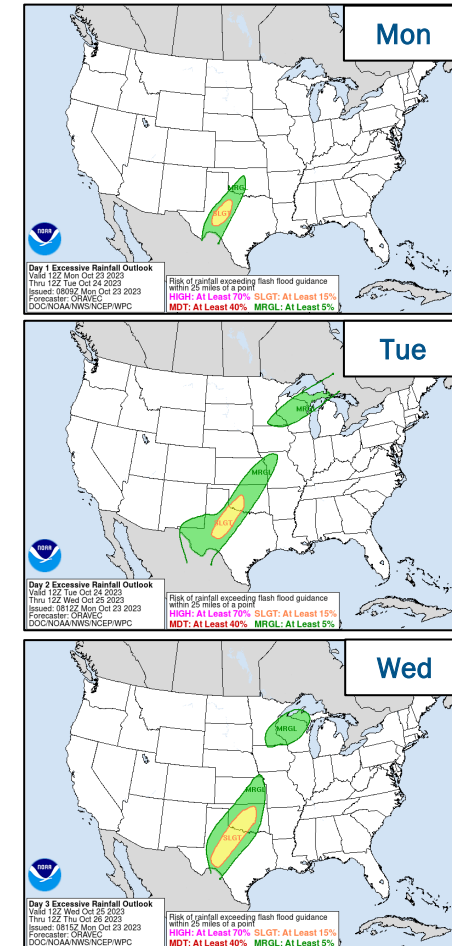 Mon
MRGL
SLGT
NOAA
Day 1 Excessive Rainfall Outlook
Valid 12Z Mon Oct 23 2023
Thru 12Z Tue Oct 24 2023
Issued: 0809Z Mon Oct 23 2023
Forecaster: ORAVEC
DOC/NOAA/NWS/NCEP/WPC
Risk of rainfall exceeding flash flood guidance
within 25 miles of a point
HIGH: At Least 70% SLGT: At Least 15%
MDT: At Least 40% MRGL: At Least 5%
Tue
MRGL
MRGL
SLGT
NOAA
Day 2 Excessive Rainfall Outlook
Valid 12Z Tue Oct 24 2023
Thru 12Z Wed Oct 25 2023
Issued: 0812Z Mon Oct 23 2023
Forecaster: ORAVEC
DOC/NOAA/NWS/NCEP/WPC
Risk of rainfall exceeding flash flood guidance
within 25 miles of a point
HIGH: At Least 70% SLGT: At Least 15%
MDT: At Least 40% MRGL: At Least 5%
Wed
MRGL
MRGL
SLGT
NOAA
Day 3 Excessive Rainfall Outlook
Valid 12Z Wed Oct 25 2023
Thru 12Z Thu Oct 26 2023
Issued: 0815Z Mon Oct 23 2023
Forecaster: ORAVEC
DOC/NOAA/NWS/NCEP/WPC
Risk of rainfall exceeding flash flood guidance
within 25 miles of a point
HIGH: At Least 70% SLGT: At Least 15%
MDT: At Least 40% MRGL: At Least 5%